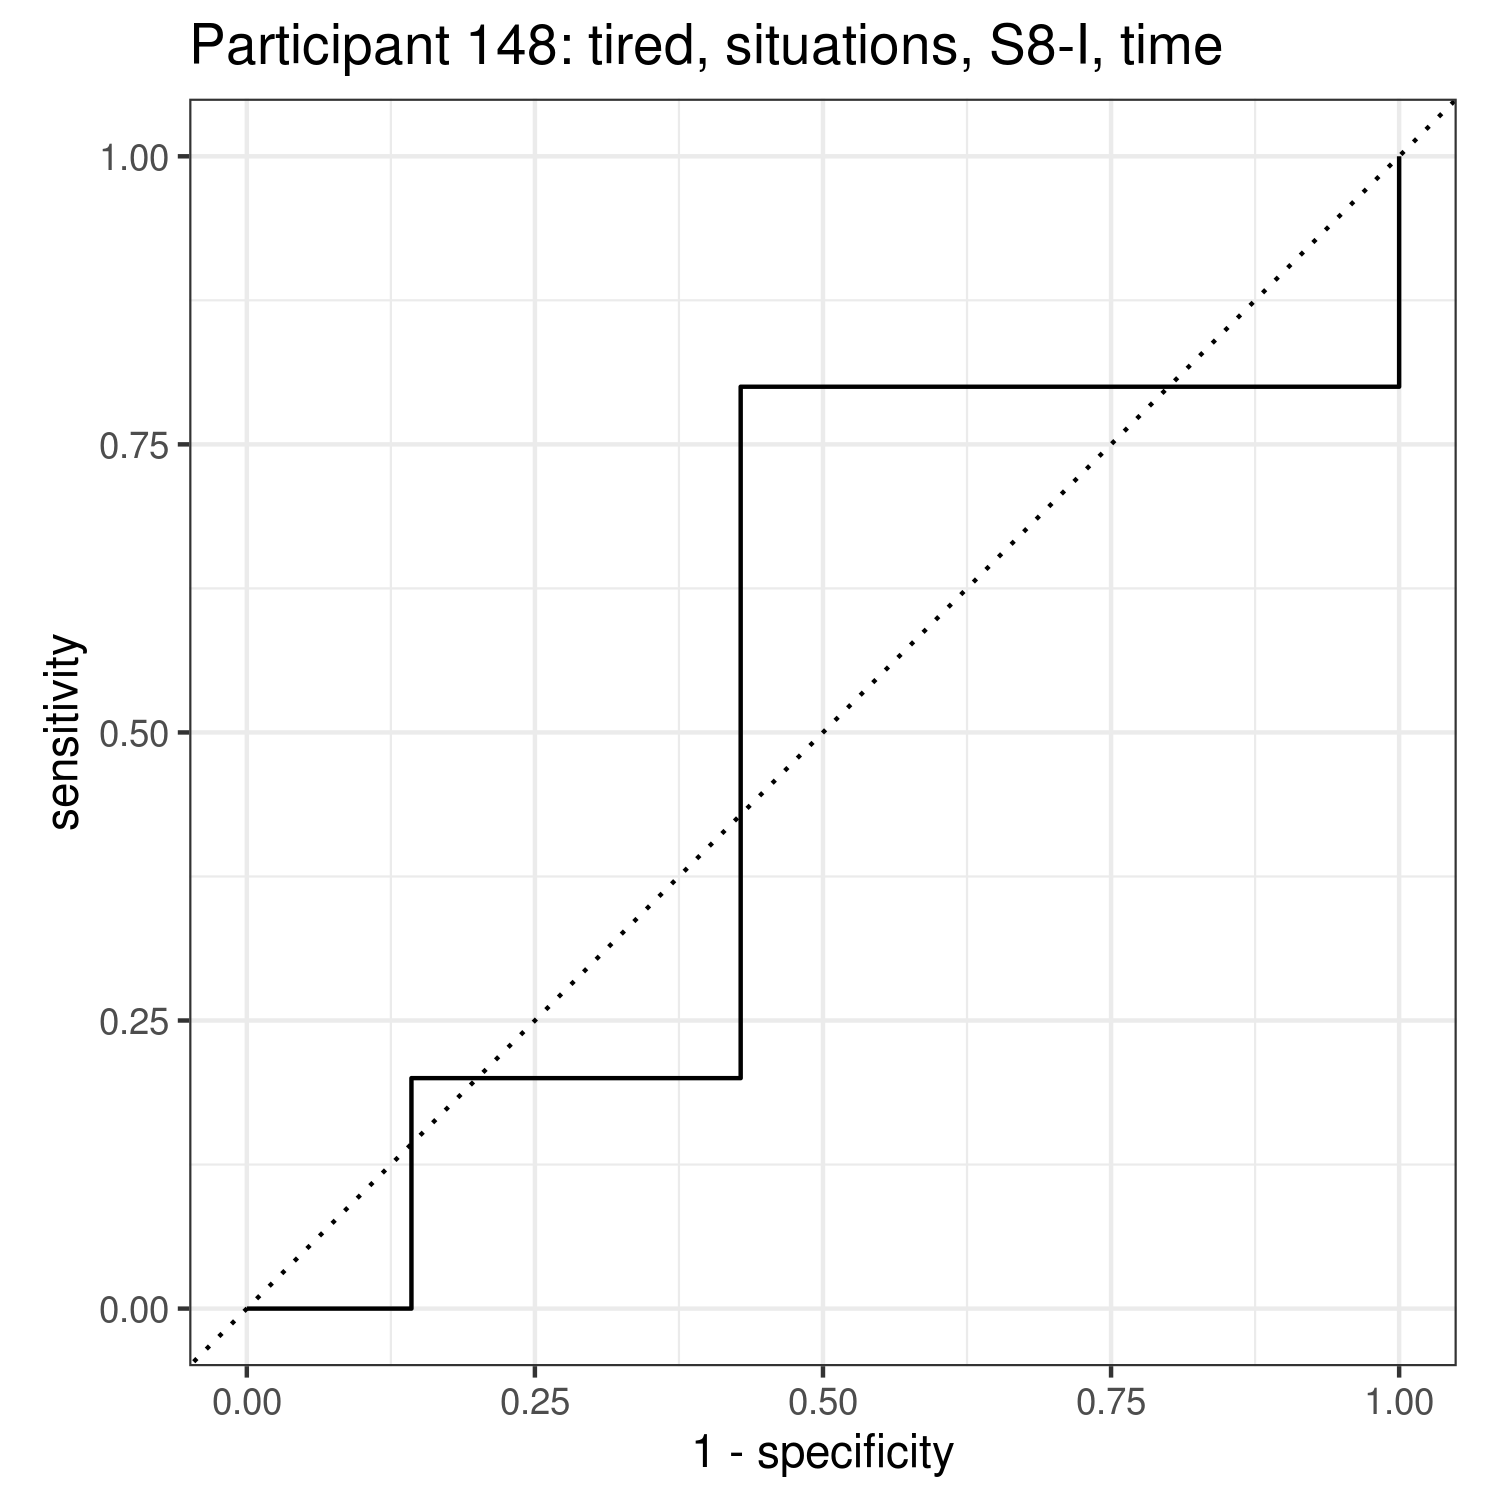 Participant 148: tired, situations, S8-I, time
sensitivity
1.00
0.75
0.50
0.25
0.00
0.00 0.25 0.50 0.75 1.00
1 - specificity